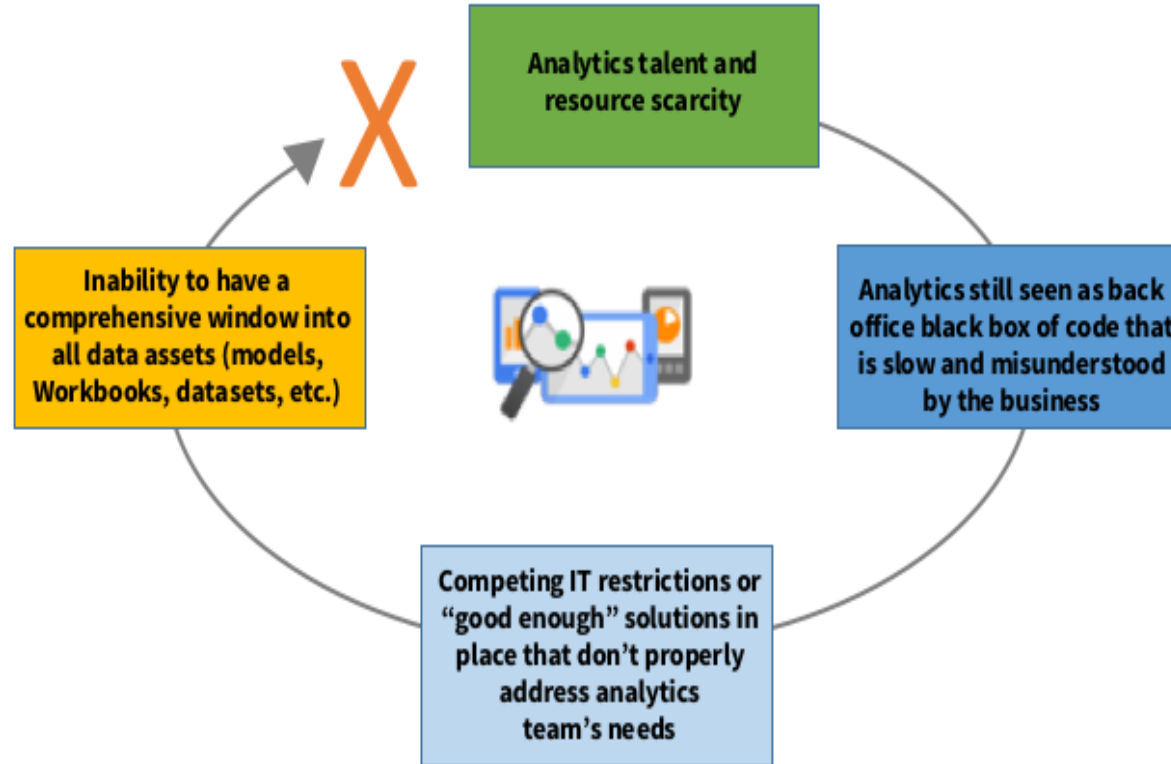 Analytics talent and
resource scarcity
Analytics still seen as back
office black box of code that
is slow and misunderstood
by the business
Competing IT restrictions or
“good enough” solutions in
place that don’t properly
address analytics
team’s needs
Inability to have a
comprehensive window into
all data assets (models,
Workbooks, datasets, etc.)
X